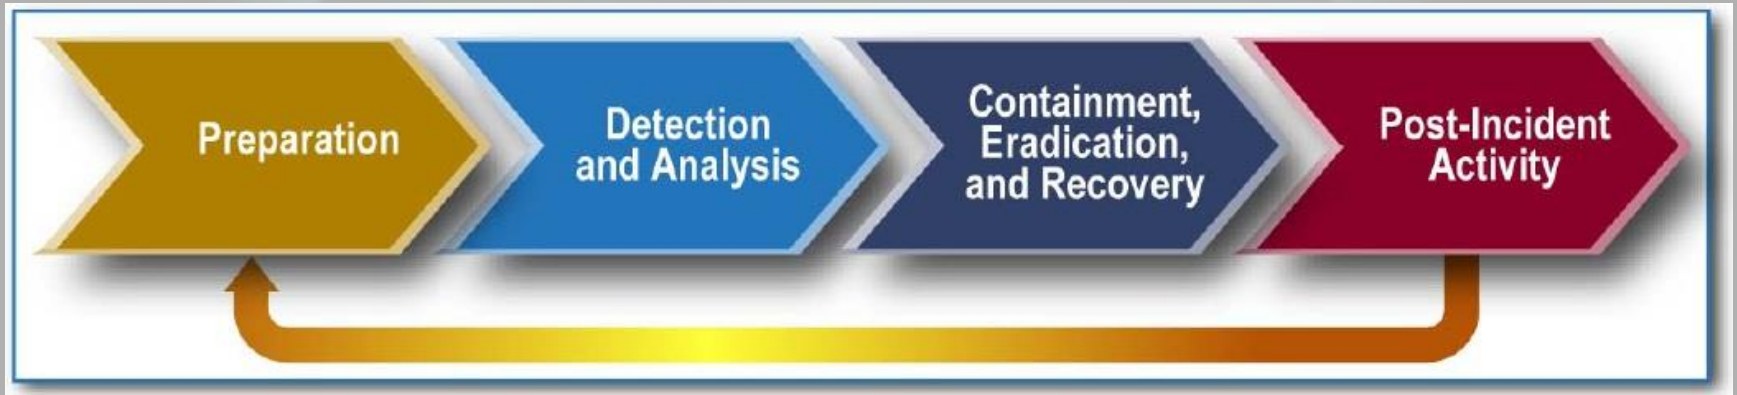 Preparation
Detection
and Analysis
Containment,
Eradication,
and Recovery
Post-Incident
Activity